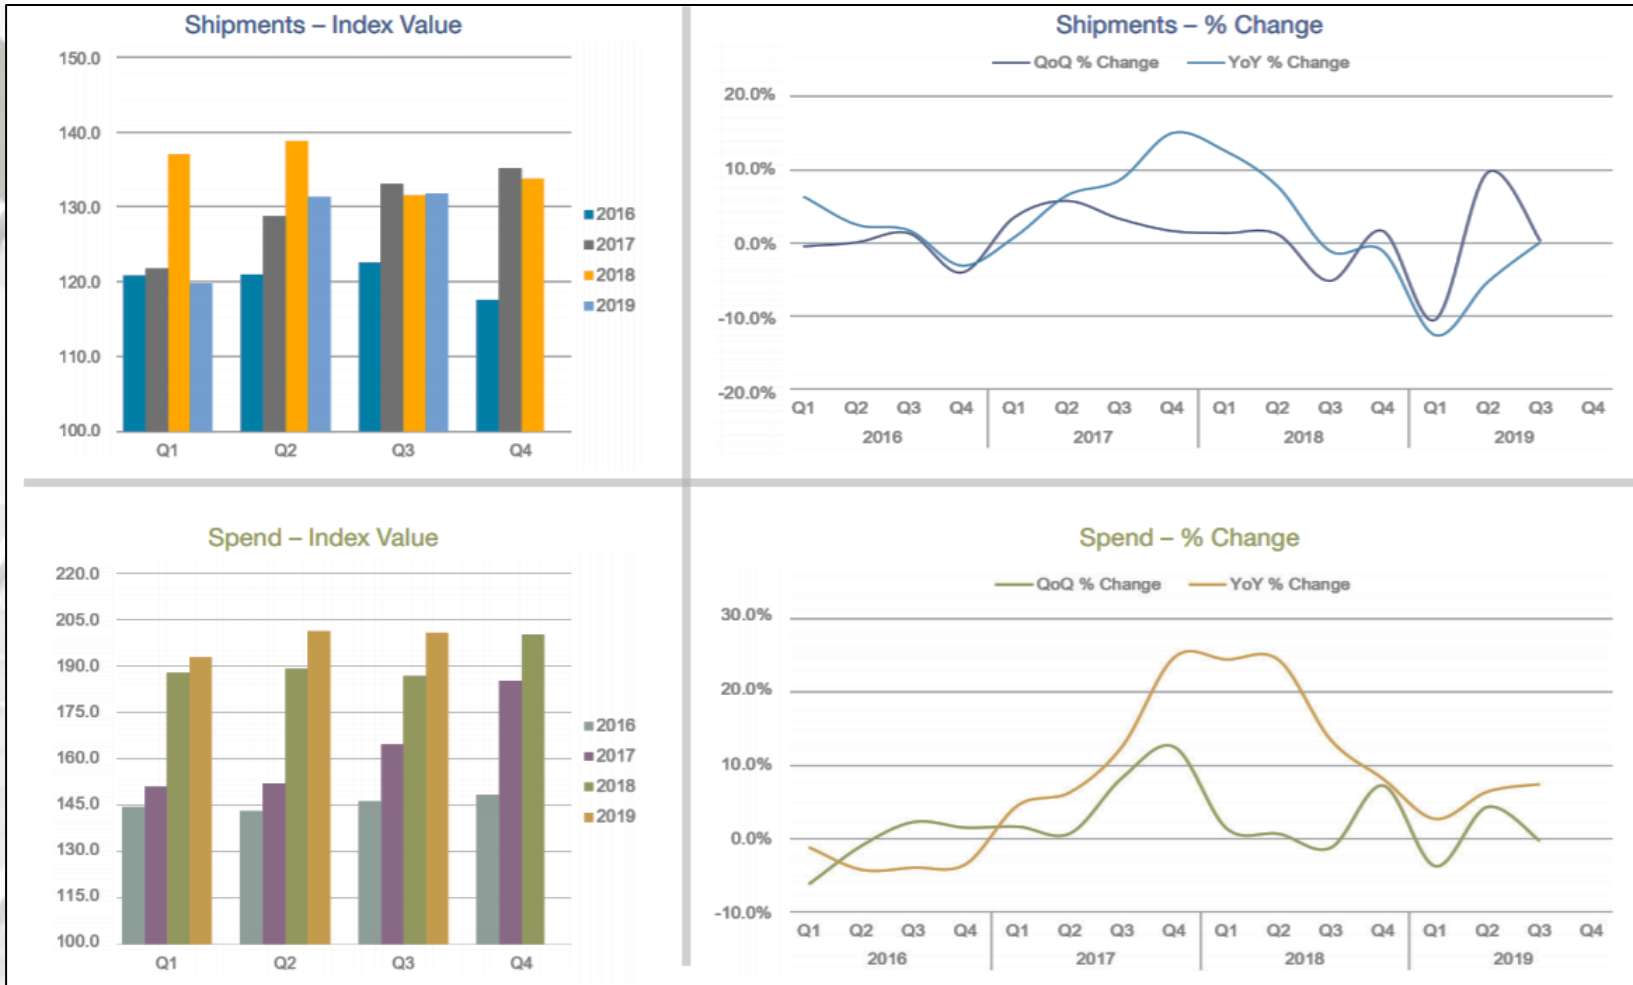 Shipments – Index Value
150.0
140.0
130.0
120.0
110.0
100.0
Q1 Q2 Q3 Q4
2016
2017
2018
2019
Shipments – % Change
QoQ % Change YoY % Change
20.0%
10.0%
0.0%
-10.0%
-20.0%
Q1 Q2 Q3 Q4 Q1 Q2 Q3 Q4 Q1 Q2 Q3 Q4 Q1 Q2 Q3 Q4
2016 2017 2018 2019
Spend – Index Value
220.0
205.0
190.0
175.0
160.0
145.0
130.0
115.0
100.0
Q1 Q2 Q3 Q4
2016
2017
2018
2019
Spend – % Change
QoQ % Change YoY % Change
30.0%
20.0%
10.0%
0.0%
-10.0%
Q1 Q2 Q3 Q4 Q1 Q2 Q3 Q4 Q1 Q2 Q3 Q4 Q1 Q2 Q3 Q4
2016 2017 2018 2019